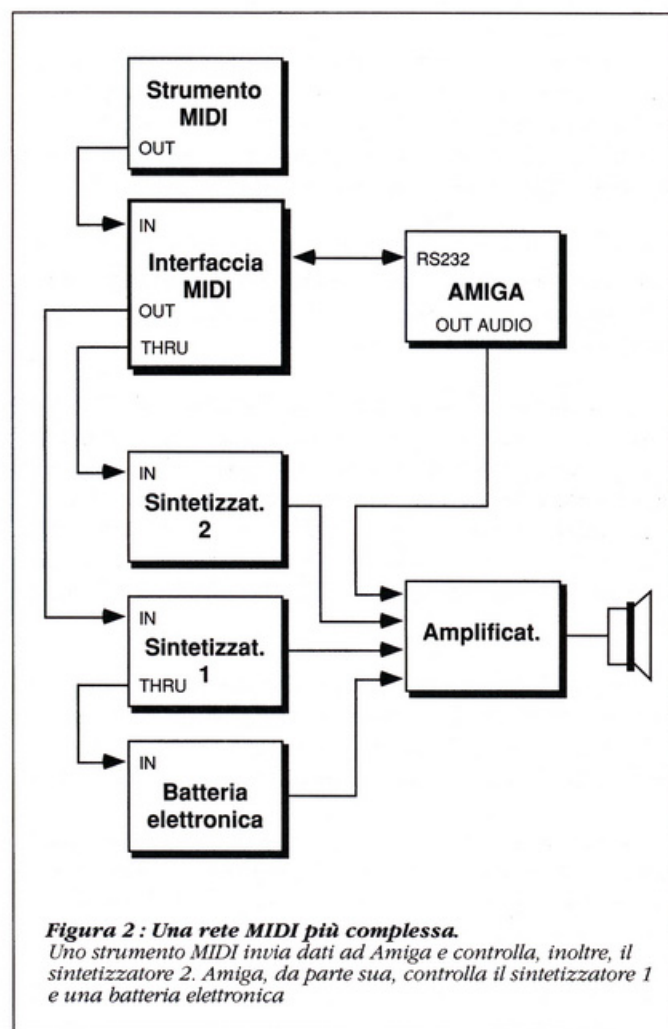 Strumento
MIDI
OUT
IN
Interfaccia
MIDI
OUT
THRU
RS232
AMIGA
OUT AUDIO
IN
Sintetizzat.
2
IN
Sintetizzat.
1
THRU
Amplificat.
IN
Batteria
elettronica
Figura 2 : Una rete MIDI più complessa.
Uno strumento MIDI invia dati ad Amiga e controlla, inoltre, il
sintetizzatore 2. Amiga, da parte sua, controlla il sintetizzatore 1
e una batteria elettronica